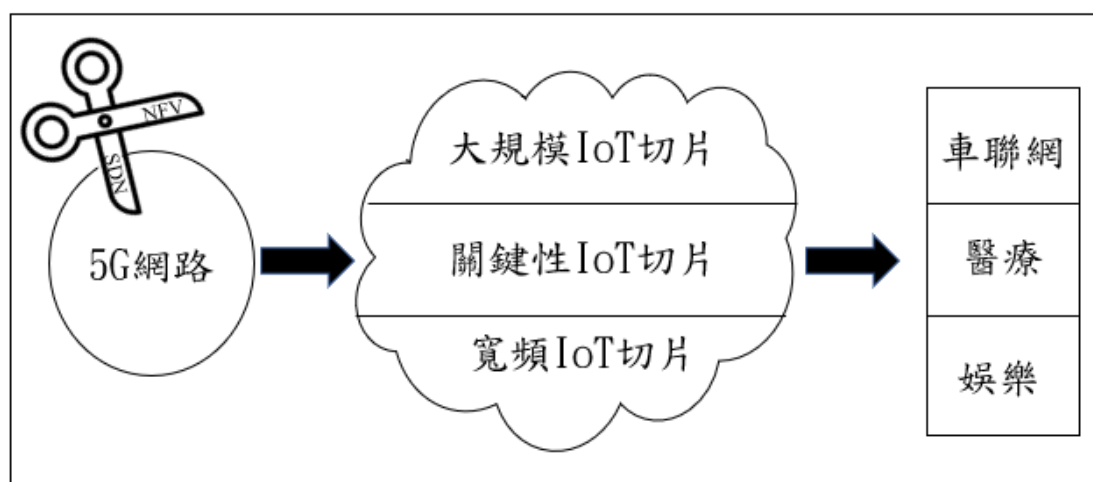 NFV
SDN
5G網路
大規模IoT切片
關鍵性IoT切片
寬頻IoT切片
車聯網
醫療
娛樂